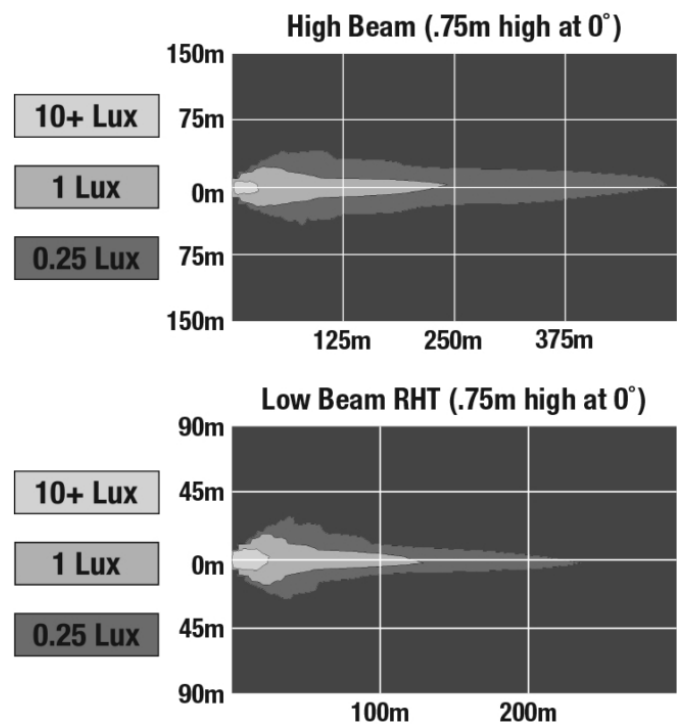 High Beam (.75m high at 0˚)
150m
75m
0m
75m
150m
125m 250m 375m
10+ Lux
1 Lux
0.25 Lux
Low Beam RHT (.75m high at 0˚)
90m
45m
0m
45m
90m
100m 200m
10+ Lux
1 Lux
0.25 Lux